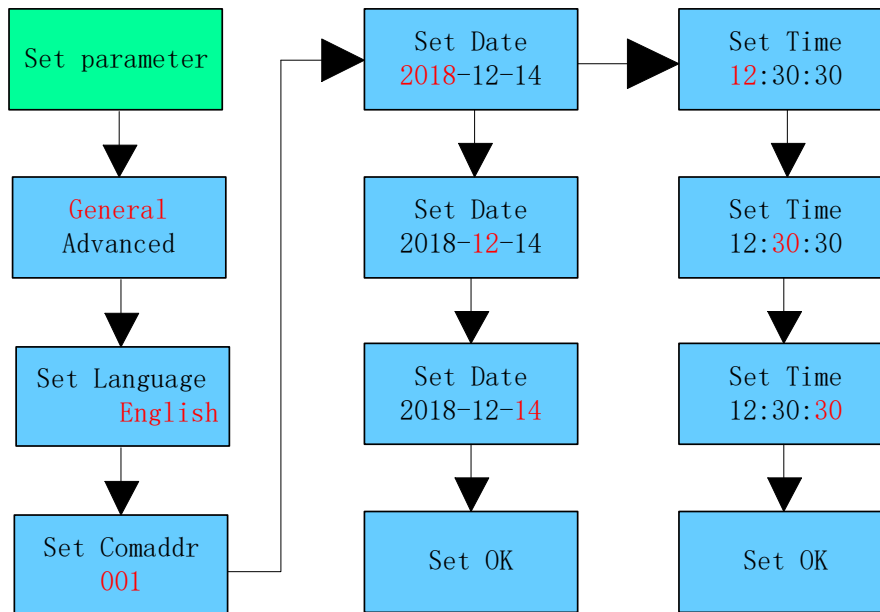 Set parameter
General
Advanced
Set Language
English
Set Comaddr
001
Set Date
2018-12-14
Set Date
2018-12-14
Set Date
2018-12-14
Set OK
Set Time
12:30:30
Set Time
12:30:30
Set Time
12:30:30
Set OK